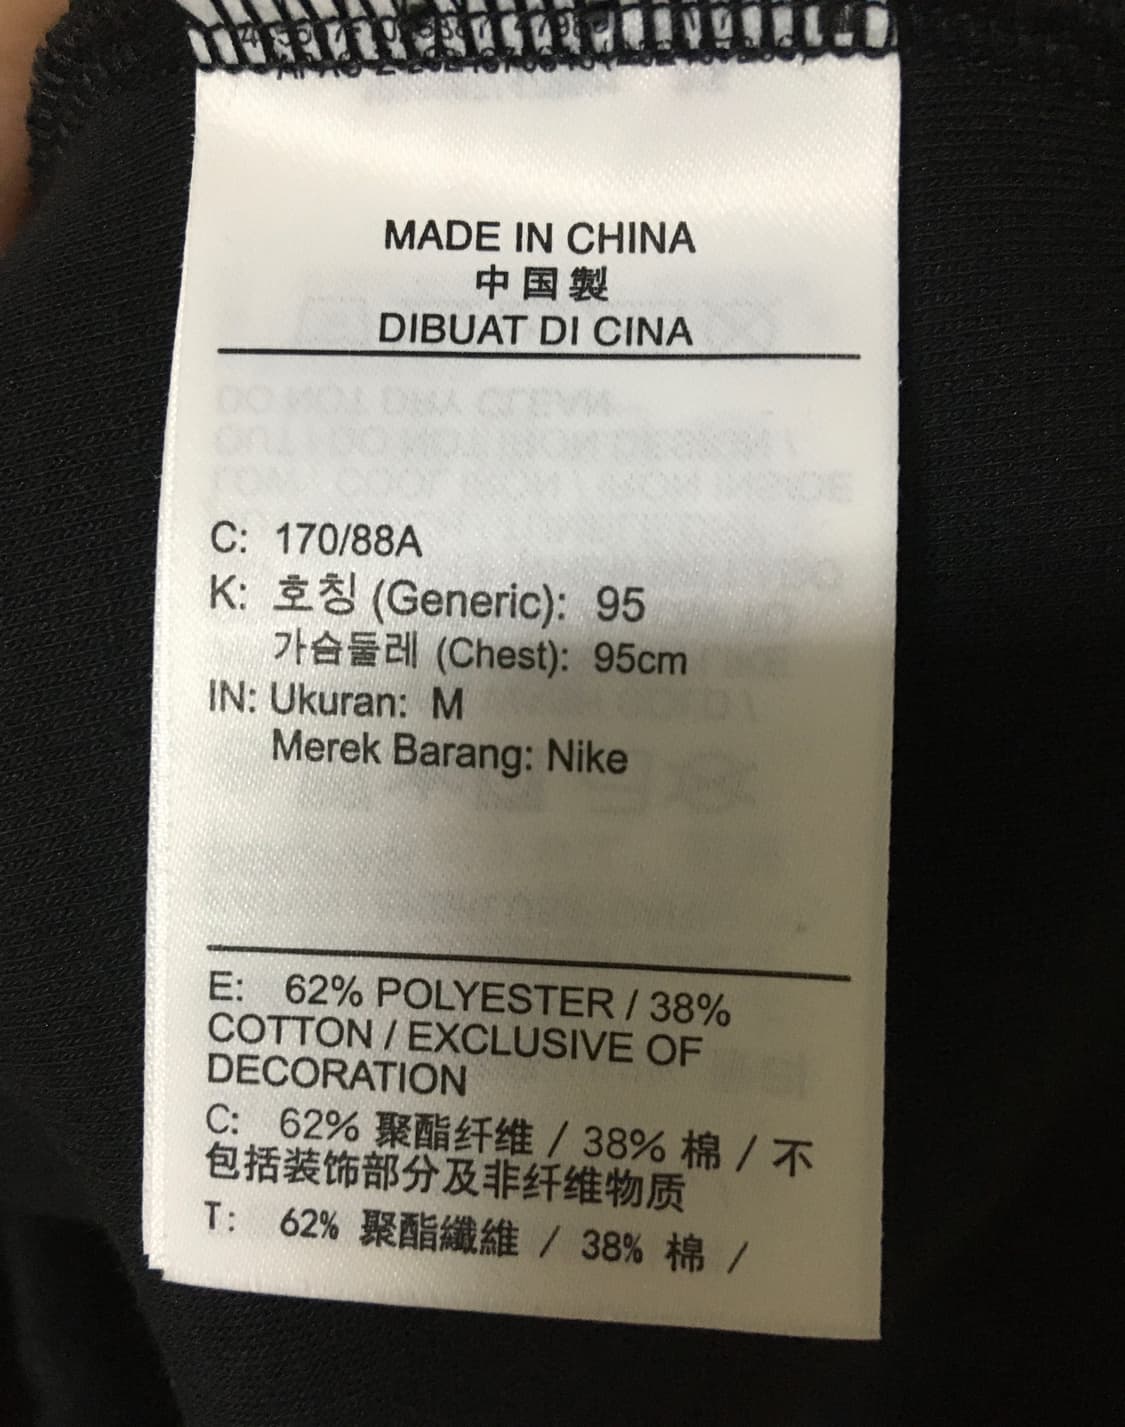 MADE IN CHINA
中国製
DIBUAT DI CINA
C: 170/88A
K: 호칭 (Generic): 95
가슴둘레 (Chest): 95cm
IN: Ukuran: M
Merek Barang: Nike
E: 62% POLYESTER / 38%
COTTON / EXCLUSIVE OF
DECORATION
C: 62% 聚酯纤维 / 38% 棉 / 不
包括装饰部分及非纤维物质
T: 62% 聚酯纖維 / 38% 棉 /